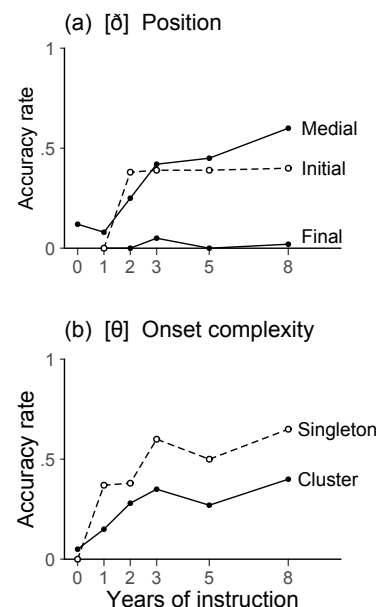 (a) [ð] Position
1
.5
0
Accuracy rate
Medial
Initial
Final
0 1 2 3 5 8
(b) [θ] Onset complexity
1
.5
0
Accuracy rate
Singleton
Cluster
0 1 2 3 5 8
Years of instruction